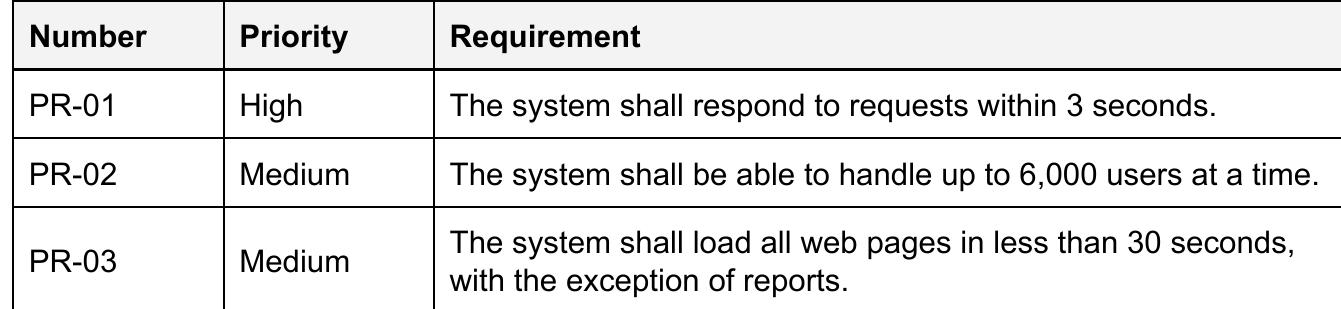 Number Priority Requirement
PR-01 High The system shall respond to requests within 3 seconds.
PR-02 Medium The system shall be able to handle up to 6,000 users at a time.
PR-03 Medium The system shall load all web pages in less than 30 seconds,
with the exception of reports.